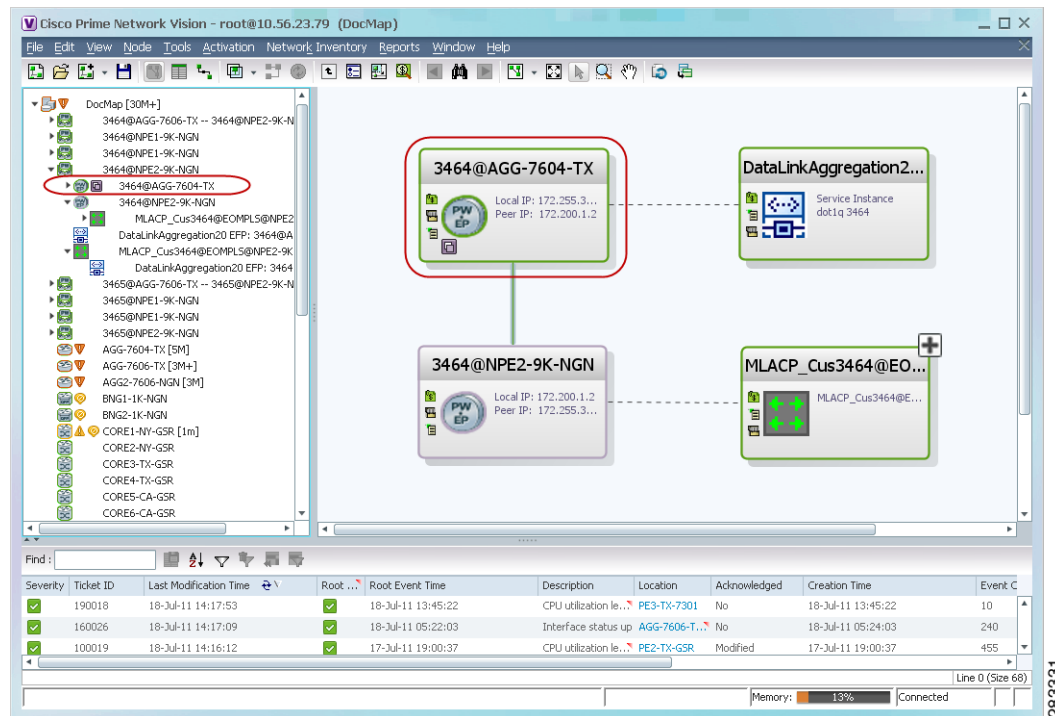 Cisco Prime Network Vision - root@10.56.23.79 (DocMap)
File Edit View Node Tools Activation Network Inventory Reports Window Help
DocMap [30M+]
3464@AGG-7606-TX -- 3464@NPE2-9K-N
3464@NPE1-9K-NGN
3464@NPE1-9K-NGN
3464@NPE2-9K-NGN
3464@AGG-7604-TX
3464@NPE2-9K-NGN
MLACP_Cus3464@EOMPLS@NPE2
DataLinkAggregation20 EFP: 3464@A
MLACP_Cus3464@EOMPLS@NPE2-9K
DataLinkAggregation20 EFP: 3464
3465@AGG-7606-TX -- 3465@NPE2-9K-N
3465@NPE1-9K-NGN
3465@NPE1-9K-NGN
3465@NPE2-9K-NGN
AGG-7604-TX [5M]
AGG-7606-TX [3M+]
AGG2-7606-NGN [3M]
BNG1-1K-NGN
BNG2-1K-NGN
CORE1-NY-GSR [1m]
CORE2-NY-GSR
CORE3-TX-GSR
CORE4-TX-GSR
CORE5-CA-GSR
CORE6-CA-GSR
3464@AGG-7604-TX
PW EP
Local IP: 172.255.3...
Peer IP: 172.200.1.2
DataLinkAggregation2...
Service Instance
dot1q 3464
3464@NPE2-9K-NGN
PW EP
Local IP: 172.200.1.2
Peer IP: 172.255.3...
MLACP_Cus3464@EO...
MLACP_Cus3464@E...
Find :
Severity Ticket ID Last Modification Time Root ... Root Event Time Description Location Acknowledged Creation Time Event C
190018 18-Jul-11 14:17:53 18-Jul-11 13:45:22 CPU utilization le... PE3-TX-7301 No 18-Jul-11 13:45:22 10
160026 18-Jul-11 14:17:09 18-Jul-11 05:22:03 Interface status up AGG-7606-T... No 18-Jul-11 05:24:03 240
100019 18-Jul-11 14:16:12 17-Jul-11 19:00:37 CPU utilization le... PE2-TX-GSR Modified 17-Jul-11 19:00:37 455
Line 0 (Size 68)
Memory: 13% Connected
283331